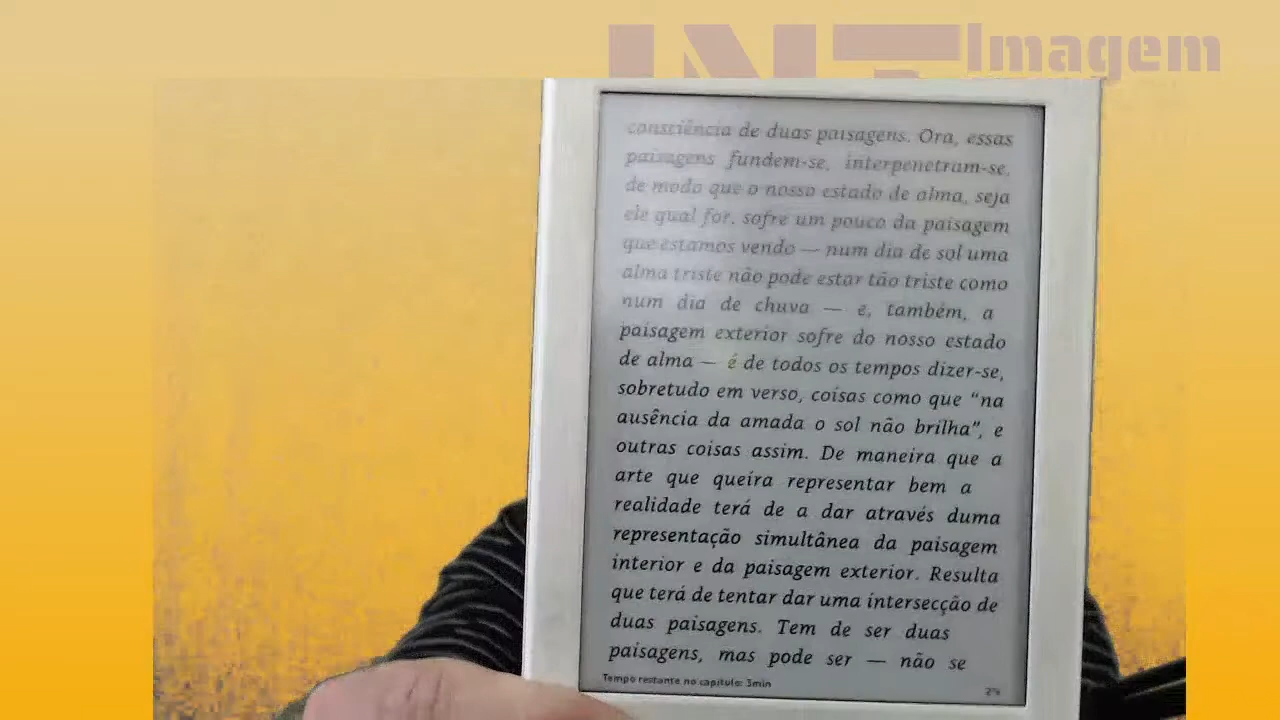 INT Imagem
consciência de duas paisagens. Ora, essas
paisagens fundem-se, interpenetram-se,
de modo que o nosso estado de alma, seja
ele qual for, sofre um pouco da paisagem
que estamos vendo — num dia de sol uma
alma triste não pode estar tão triste como
num dia de chuva — e, também, a
paisagem exterior sofre do nosso estado
de alma — é de todos os tempos dizer-se,
sobretudo em verso, coisas como que “na
ausência da amada o sol não brilha”, e
outras coisas assim. De maneira que a
arte que queira representar bem a
realidade terá de a dar através duma
representação simultânea da paisagem
interior e da paisagem exterior. Resulta
que terá de tentar dar uma intersecção de
duas paisagens. Tem de ser duas
paisagens, mas pode ser — não se
Tempo restante no capítulo: 3min